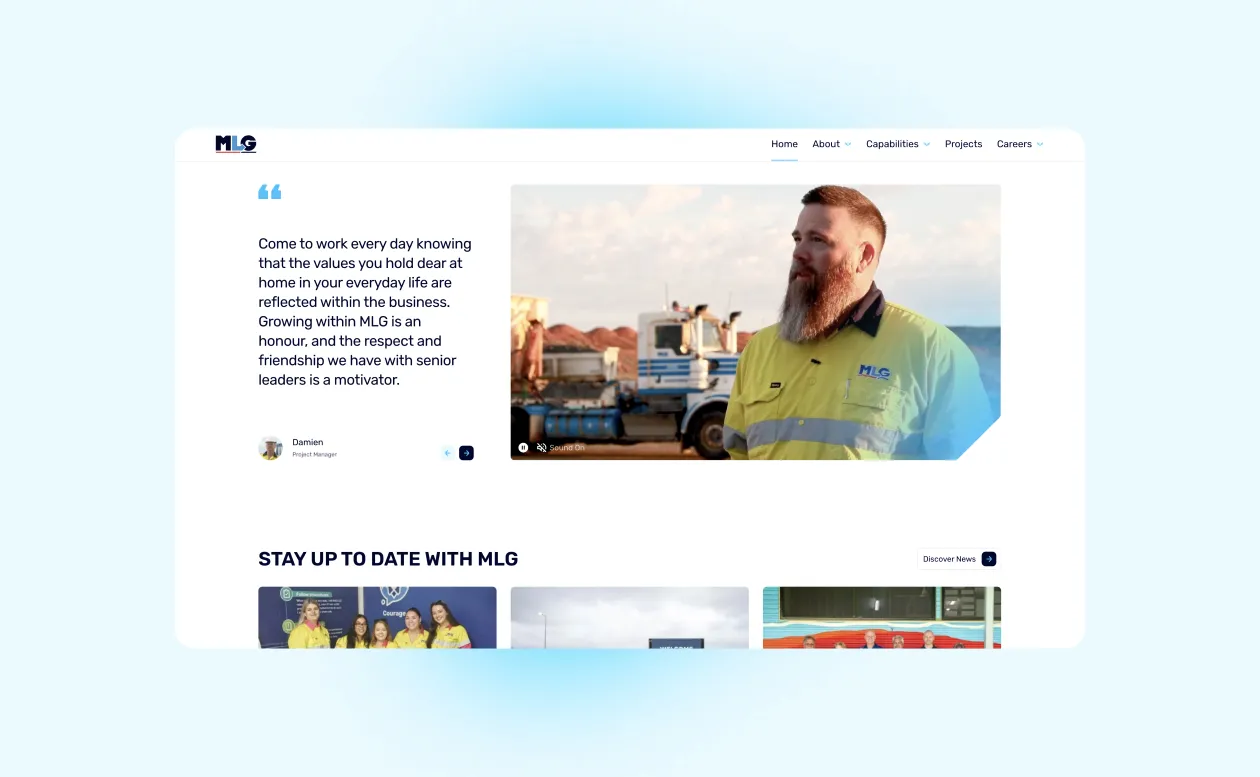 MLG
Home About Capabilities Projects Careers
Come to work every day knowing
that the values you hold dear at
home in your everyday life are
reflected within the business.
Growing within MLG is an
honour, and the respect and
friendship we have with senior
leaders is a motivator.
MLG
Sound On
Damien
Project Manager
STAY UP TO DATE WITH MLG
Discover News
Courage
WELCOME